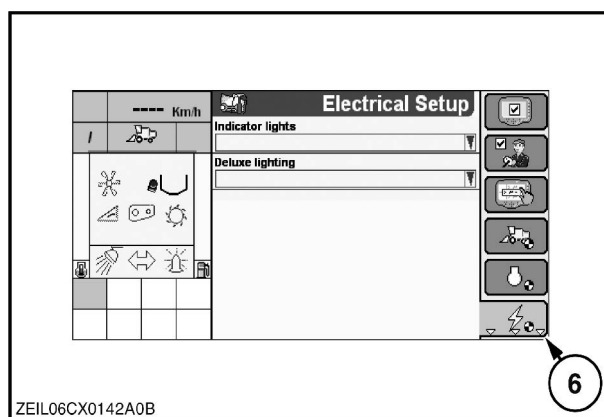 ---- Km/h
Electrical Setup
Indicator lights
Deluxe lighting
I
6
ZEIL06CX0142A0B